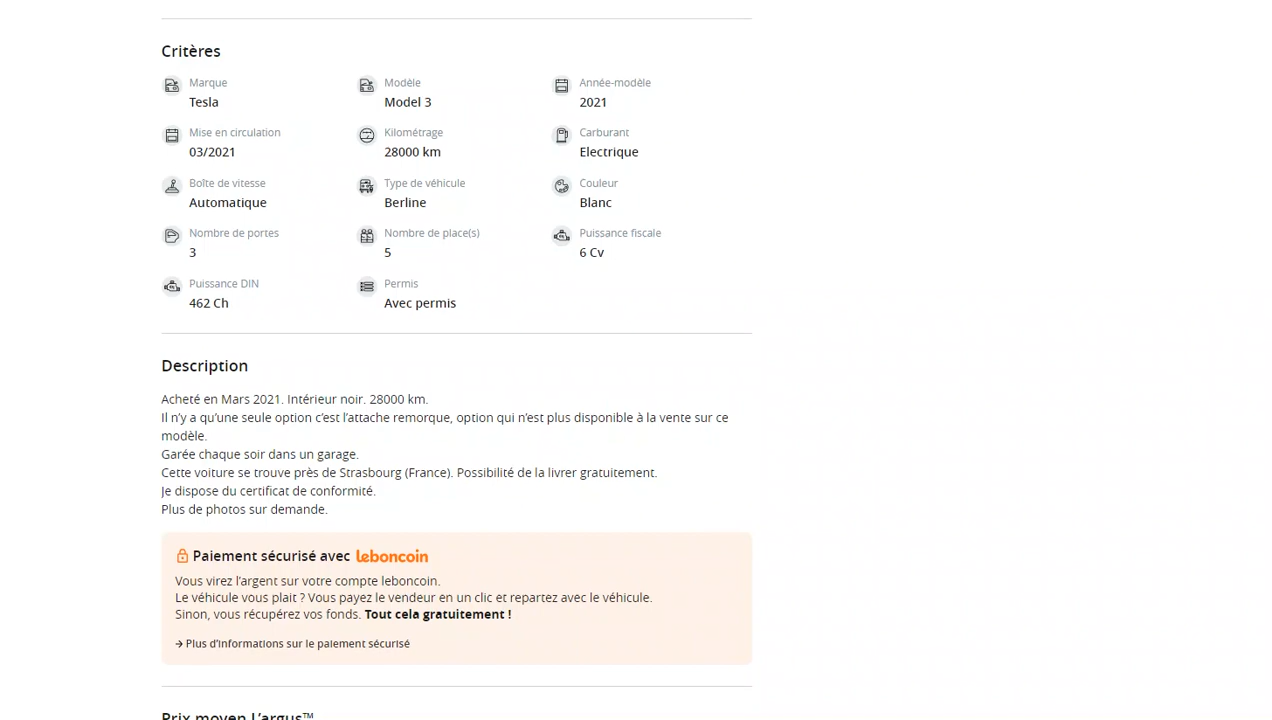 Critères
Marque
Tesla
Modèle
Model 3
Année-modèle
2021
Mise en circulation
03/2021
Kilométrage
28000 km
Carburant
Electrique
Boîte de vitesse
Automatique
Type de véhicule
Berline
Couleur
Blanc
Nombre de portes
3
Nombre de place(s)
5
Puissance fiscale
6 Cv
Puissance DIN
462 Ch
Permis
Avec permis
Description
Acheté en Mars 2021. Intérieur noir. 28000 km.
Il n’y a qu’une seule option c’est l’attache remorque, option qui n’est plus disponible à la vente sur ce
modèle.
Garée chaque soir dans un garage.
Cette voiture se trouve près de Strasbourg (France). Possibilité de la livrer gratuitement.
Je dispose du certificat de conformité.
Plus de photos sur demande.
Paiement sécurisé avec leboncoin
Vous virez l’argent sur votre compte leboncoin.
Le véhicule vous plait ? Vous payez le vendeur en un clic et repartez avec le véhicule.
Sinon, vous récupérez vos fonds. Tout cela gratuitement !
→ Plus d’informations sur le paiement sécurisé
Prix moyen L’argus™